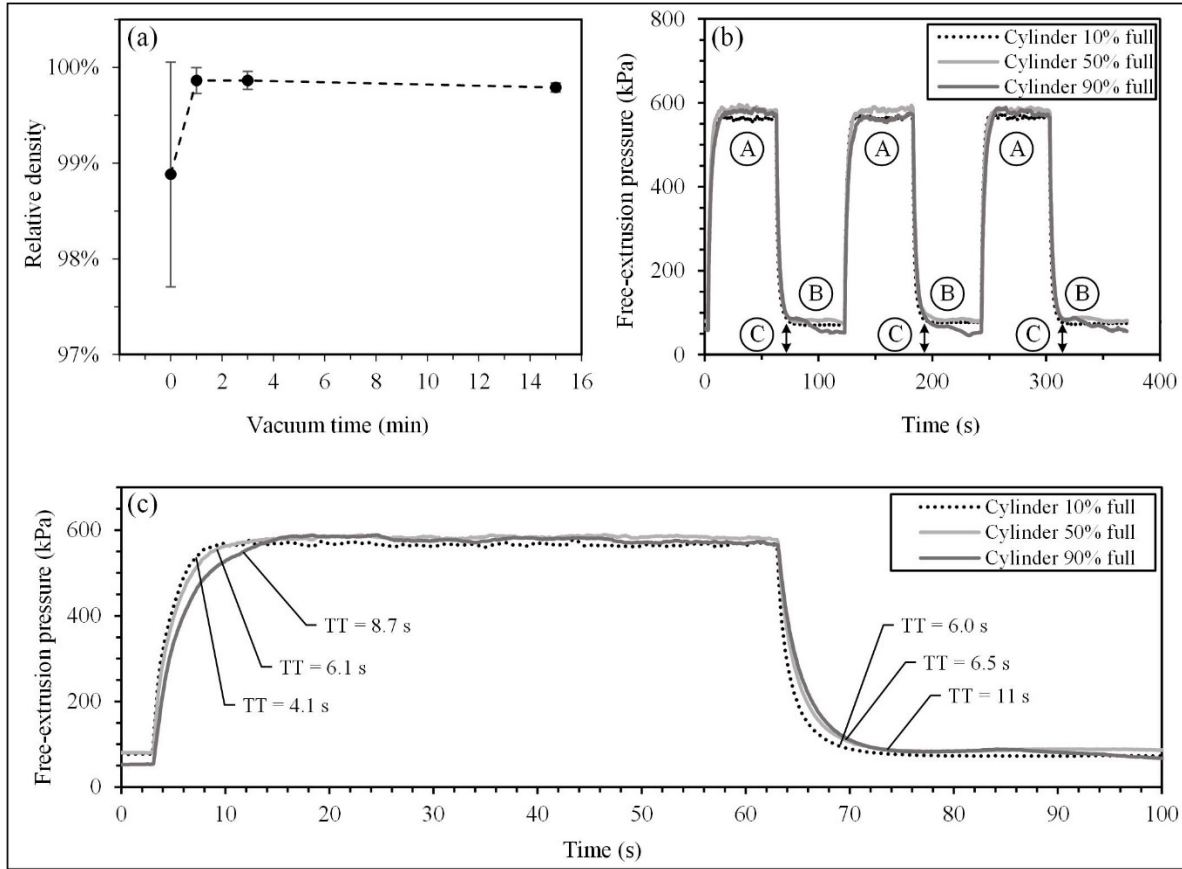 (a)
100%
99%
98%
97%
Relative density
0 2 4 6 8 10 12 14 16
Vacuum time (min)
(b)
Cylinder 10% full
Cylinder 50% full
Cylinder 90% full
800
600
400
200
0
Free-extrusion pressure (kPa)
A A A
B B B
C C C
0 100 200 300 400
Time (s)
(c)
Cylinder 10% full
Cylinder 50% full
Cylinder 90% full
600
400
200
0
Free-extrusion pressure (kPa)
TT = 8.7 s
TT = 6.1 s
TT = 4.1 s
TT = 6.0 s
TT = 6.5 s
TT = 11 s
0 10 20 30 40 50 60 70 80 90 100
Time (s)